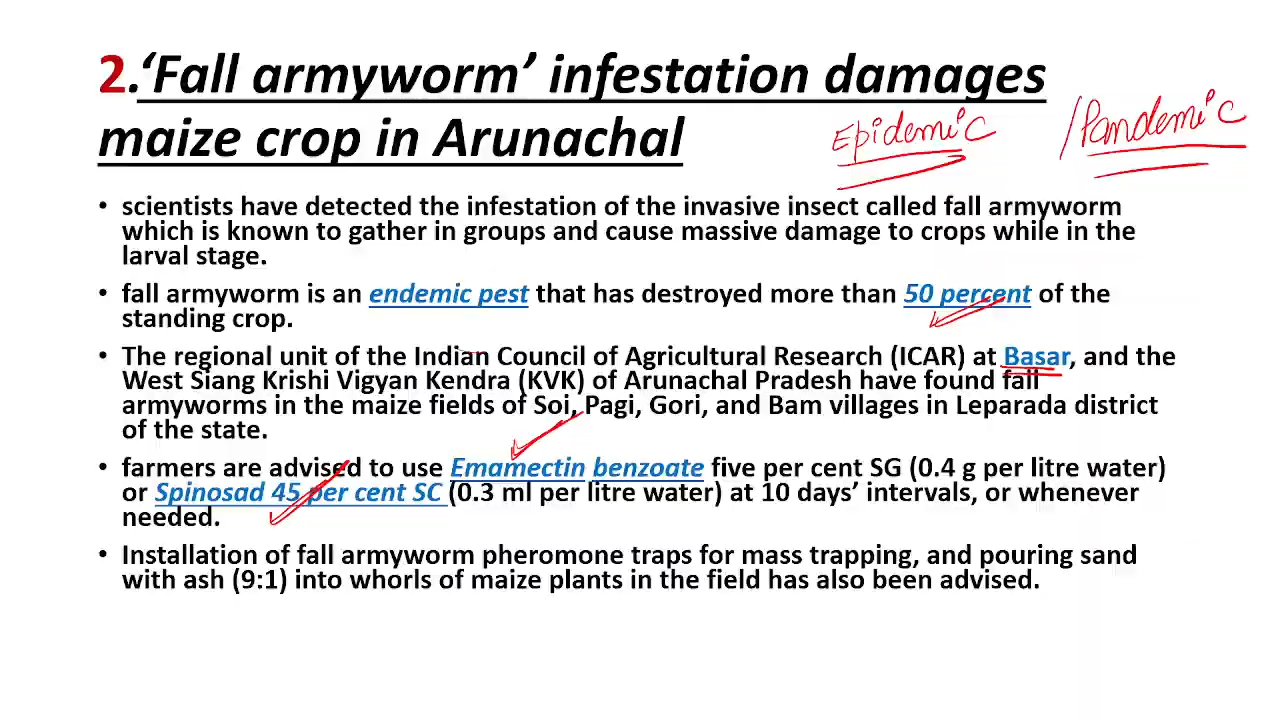 2.‘Fall armyworm’ infestation damages
maize crop in Arunachal
Epidemic
/Pandemic
• scientists have detected the infestation of the invasive insect called fall armyworm
which is known to gather in groups and cause massive damage to crops while in the
larval stage.
• fall armyworm is an endemic pest that has destroyed more than 50 percent of the
standing crop.
• The regional unit of the Indian Council of Agricultural Research (ICAR) at Basar, and the
West Siang Krishi Vigyan Kendra (KVK) of Arunachal Pradesh have found fall
armyworms in the maize fields of Soi, Pagi, Gori, and Bam villages in Leparada district
of the state.
• farmers are advised to use Emamectin benzoate five per cent SG (0.4 g per litre water)
or Spinosad 45 per cent SC (0.3 ml per litre water) at 10 days’ intervals, or whenever
needed.
• Installation of fall armyworm pheromone traps for mass trapping, and pouring sand
with ash (9:1) into whorls of maize plants in the field has also been advised.